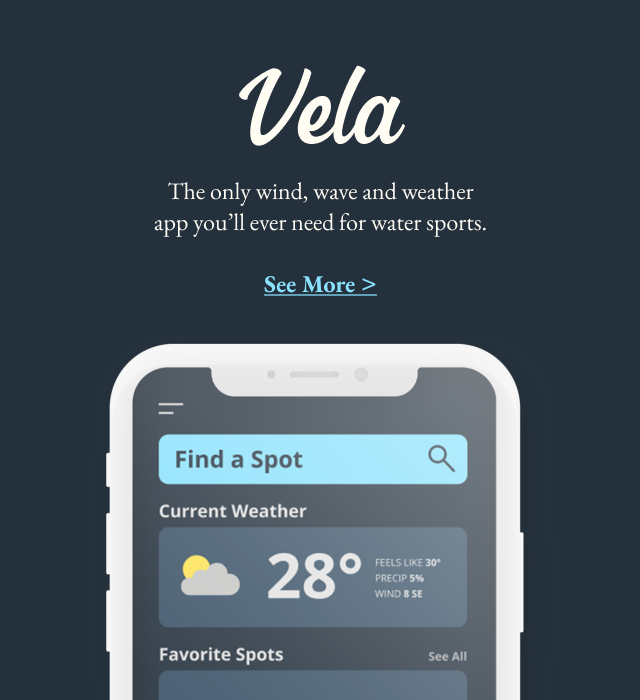 Vela
The only wind, wave and weather
app you’ll ever need for water sports.
See More >
Find a Spot
Current Weather
28°
FEELS LIKE 30°
PRECIP 5%
WIND 8 SE
Favorite Spots
See All